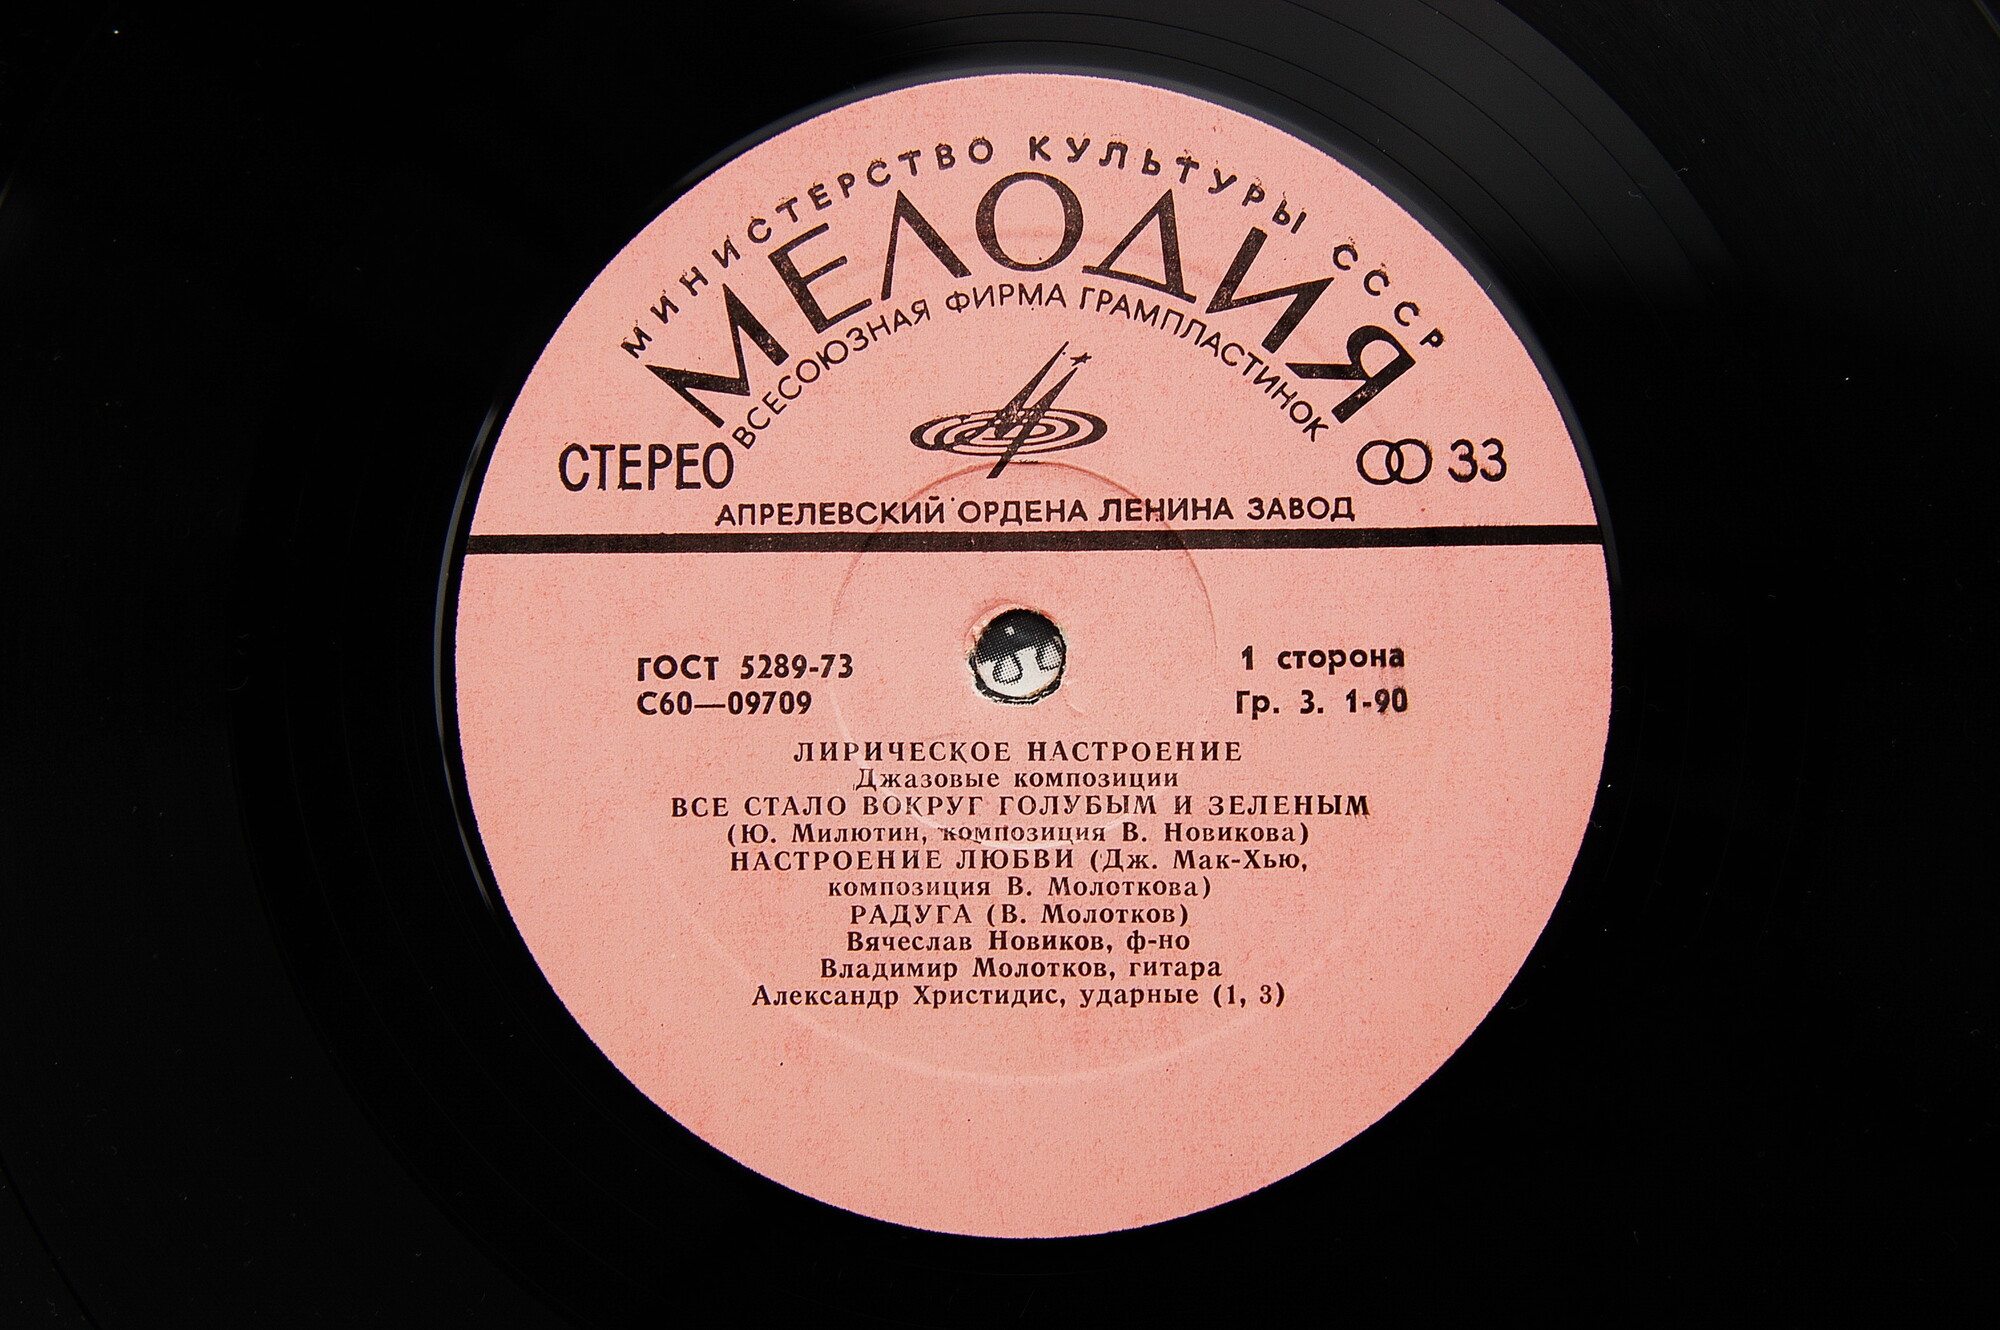 МИНИСТЕРСТВО КУЛЬТУРЫ СССР
МЕЛОДИЯ
ВСЕСОЮЗНАЯ ФИРМА ГРАМПЛАСТИНОК
СТЕРЕО
33
АПРЕЛЕВСКИЙ ОРДЕНА ЛЕНИНА ЗАВОД
ГОСТ 5289-73
1 сторона
С60—09709
Гр. 3. 1-90
ЛИРИЧЕСКОЕ НАСТРОЕНИЕ
Джазовые композиции
ВСЕ СТАЛО ВОКРУГ ГОЛУБЫМ И ЗЕЛЕНЫМ
(Ю. Милютин, композиция В. Новикова)
НАСТРОЕНИЕ ЛЮБВИ (Дж. Мак-Хью,
композиция В. Молоткова)
РАДУГА (В. Молотков)
Вячеслав Новиков, ф-но
Владимир Молотков, гитара
Александр Христидис, ударные (1, 3)